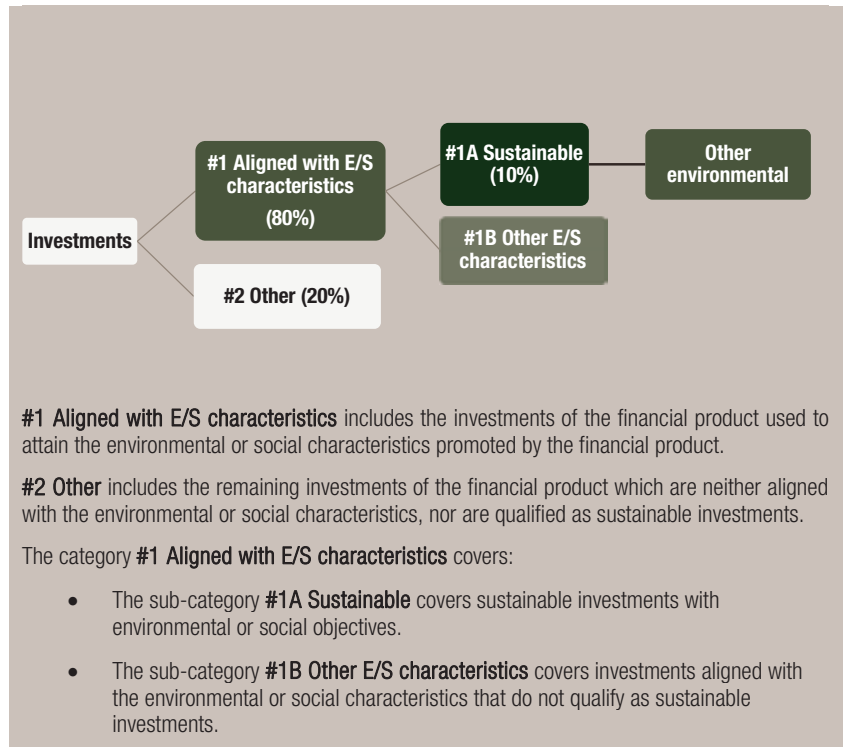 #1 Aligned with E/S
characteristics
(80%)
#1A Sustainable
(10%)
Other
environmental
Investments
#1B Other E/S
characteristics
#2 Other (20%)
#1 Aligned with E/S characteristics includes the investments of the financial product used to
attain the environmental or social characteristics promoted by the financial product.
#2 Other includes the remaining investments of the financial product which are neither aligned
with the environmental or social characteristics, nor are qualified as sustainable investments.
The category #1 Aligned with E/S characteristics covers:
• The sub-category #1A Sustainable covers sustainable investments with
environmental or social objectives.
• The sub-category #1B Other E/S characteristics covers investments aligned with
the environmental or social characteristics that do not qualify as sustainable
investments.